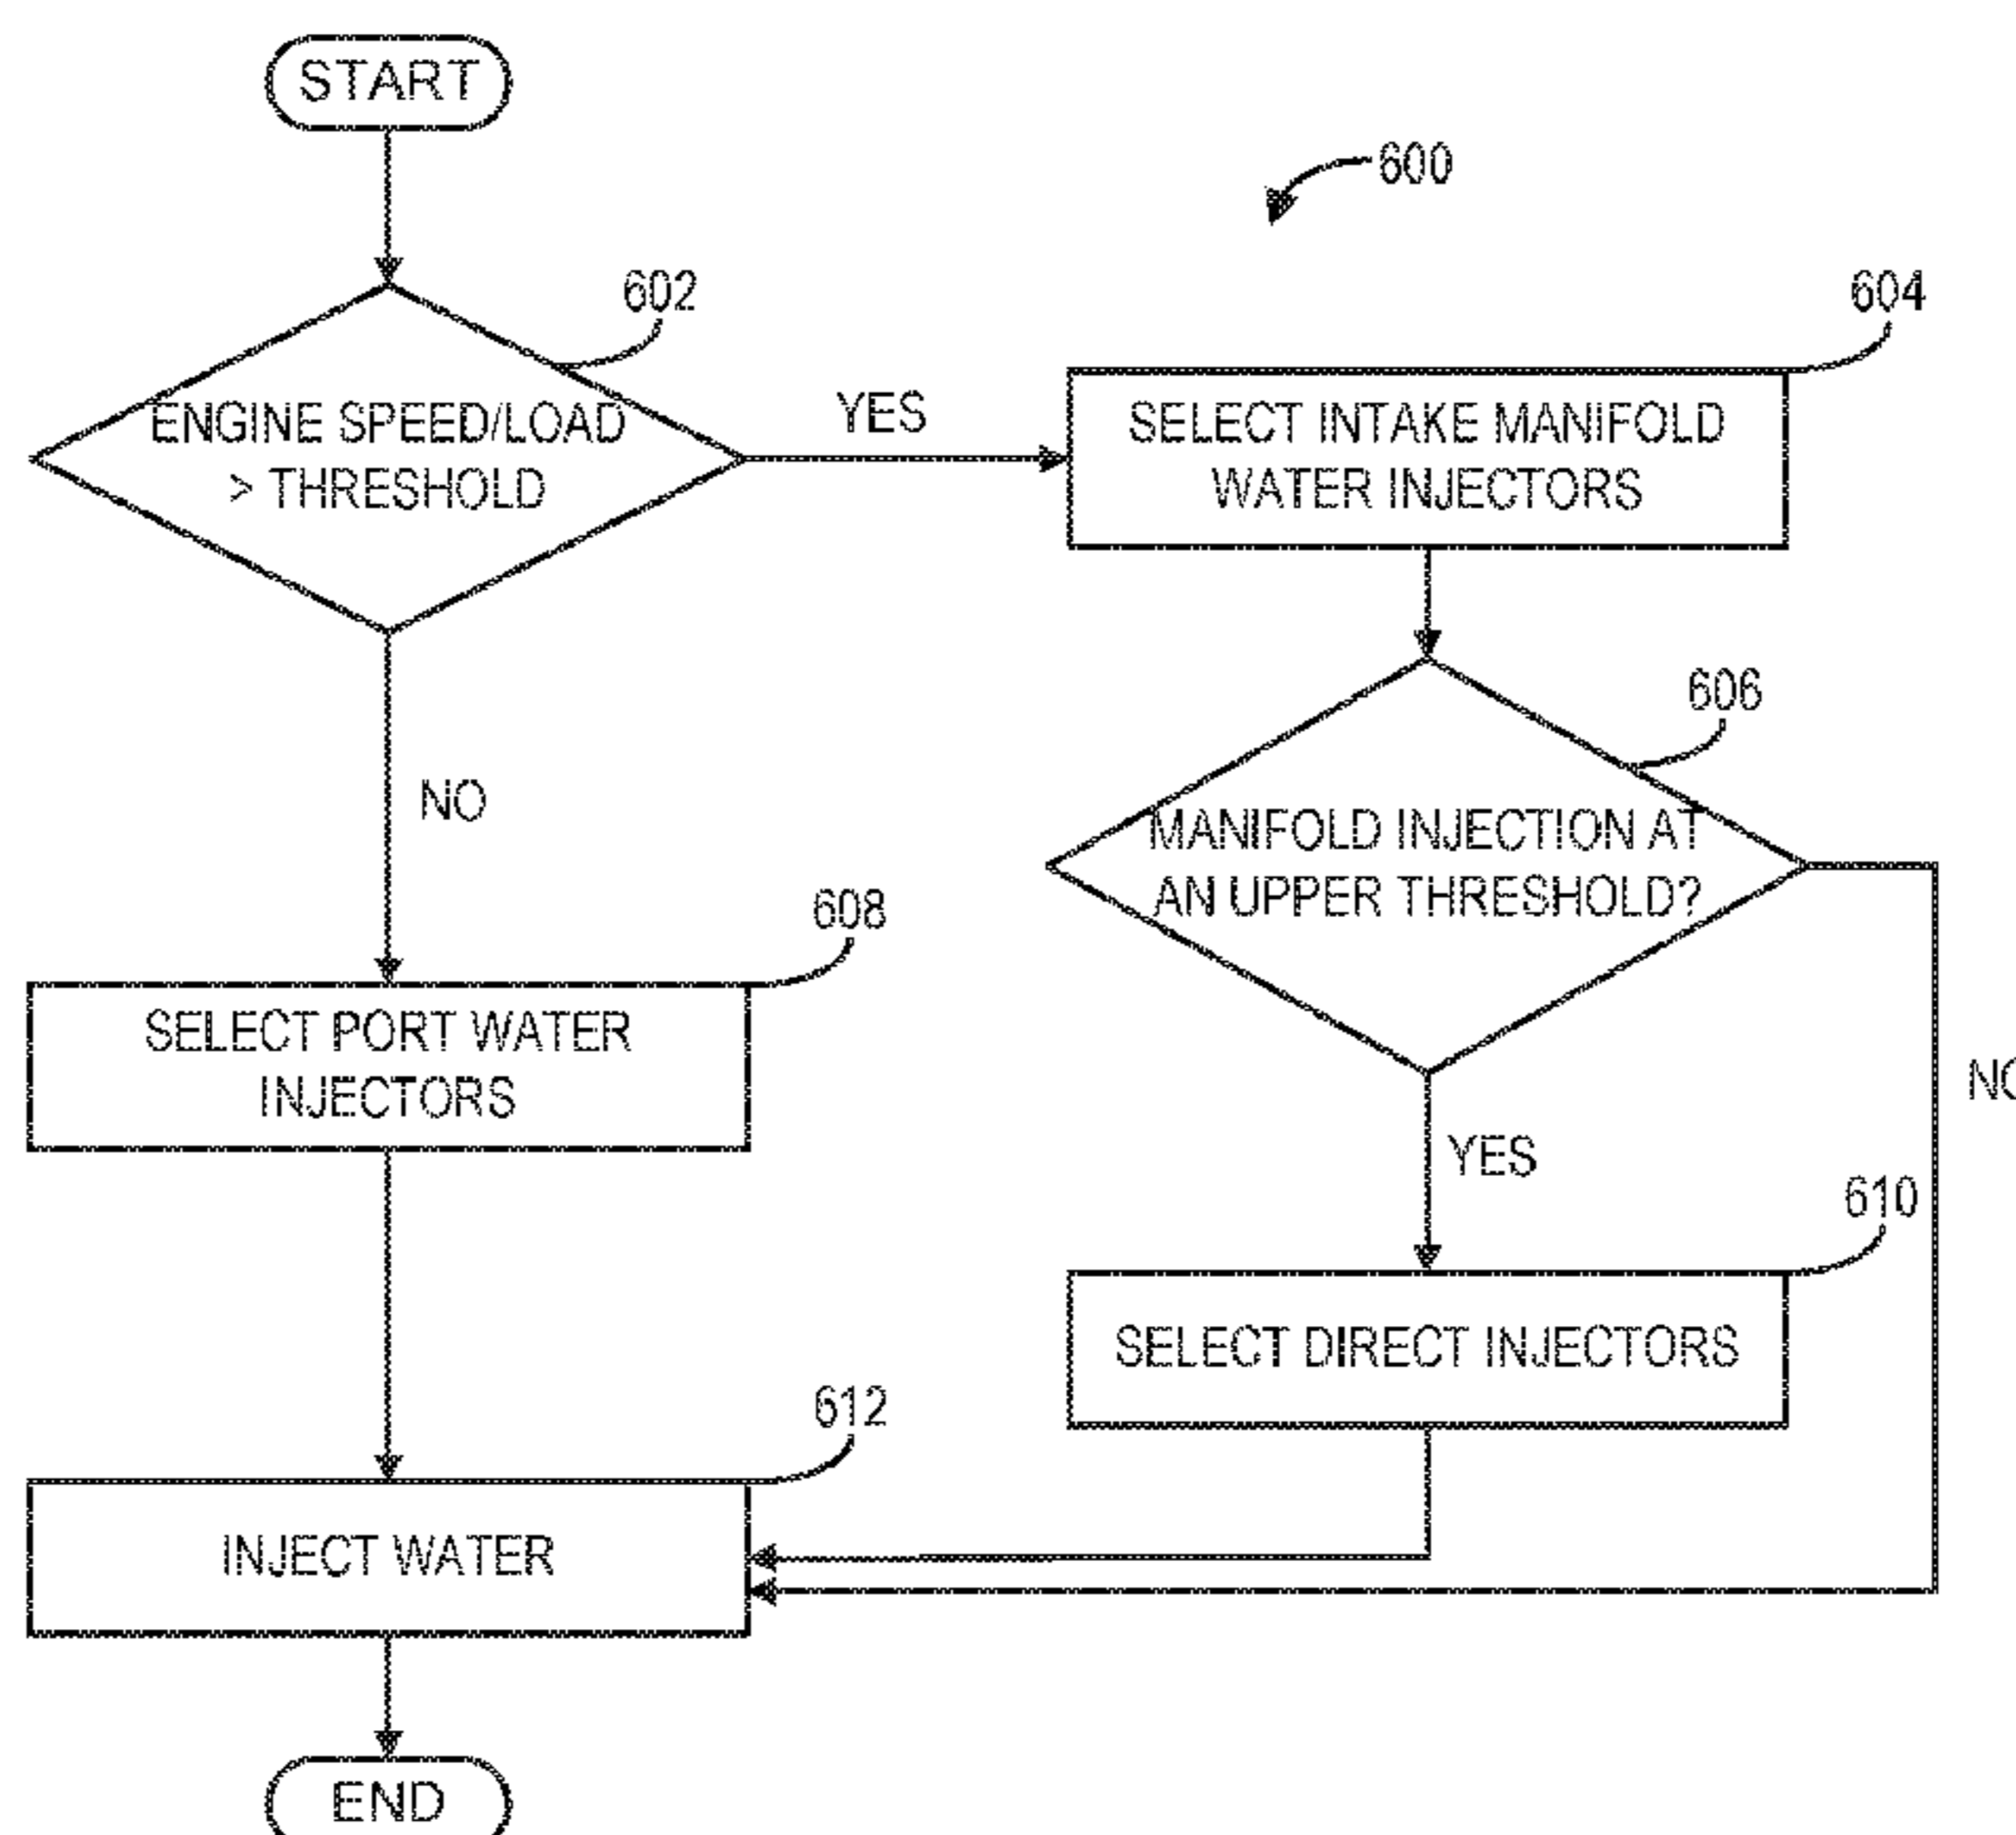 START
600
602
ENGINE SPEED/LOAD
> THRESHOLD
YES
604
SELECT INTAKE MANIFOLD
WATER INJECTORS
606
MANIFOLD INJECTION AT
AN UPPER THRESHOLD?
NO
NO
608
SELECT PORT WATER
INJECTORS
YES
610
SELECT DIRECT INJECTORS
612
INJECT WATER
END